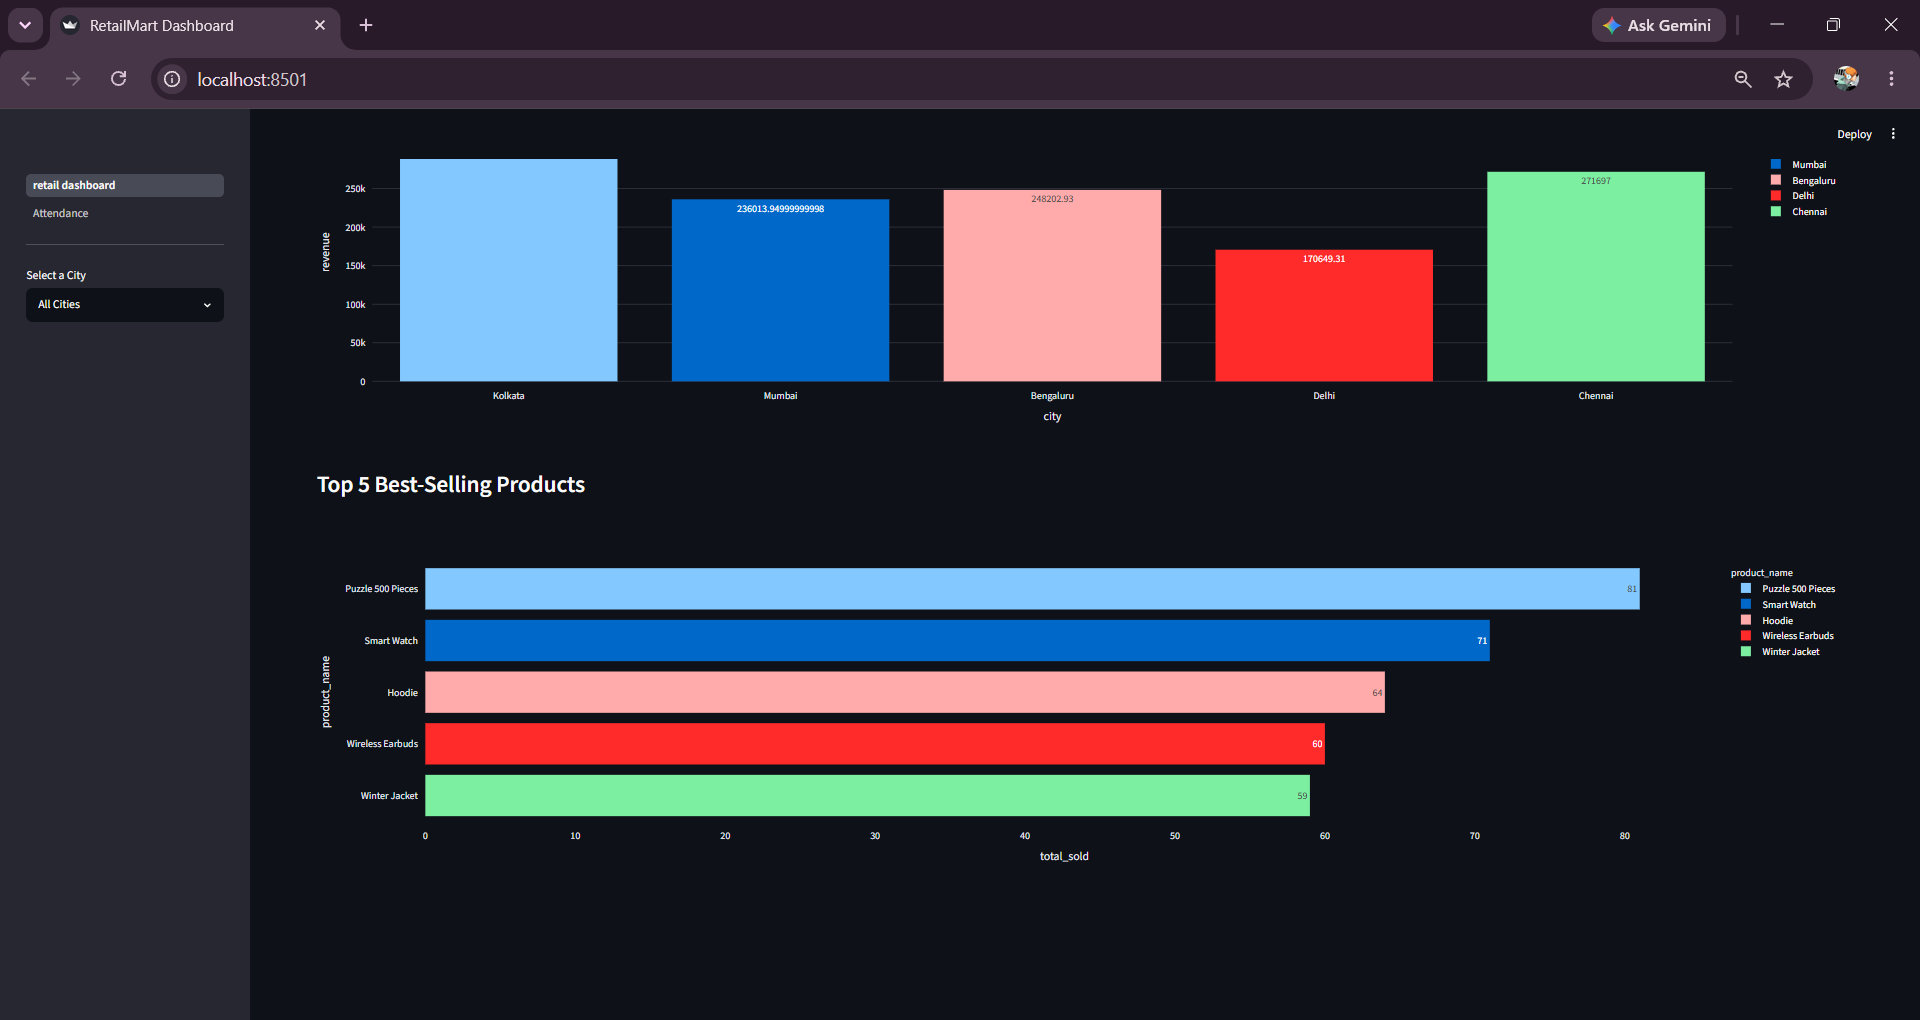 RetailMart Dashboard
Ask Gemini
localhost:8501
Deploy
retail dashboard
Attendance
Select a City
All Cities
revenue
250k
200k
150k
100k
50k
0
236013.94999999998
248202.93
170649.31
271697
Kolkata
Mumbai
Bengaluru
Delhi
Chennai
city
Mumbai
Bengaluru
Delhi
Chennai
Top 5 Best-Selling Products
product_name
Puzzle 500 Pieces
81
Smart Watch
71
Hoodie
64
Wireless Earbuds
60
Winter Jacket
59
0
10
20
30
40
50
60
70
80
total_sold
product_name
Puzzle 500 Pieces
Smart Watch
Hoodie
Wireless Earbuds
Winter Jacket